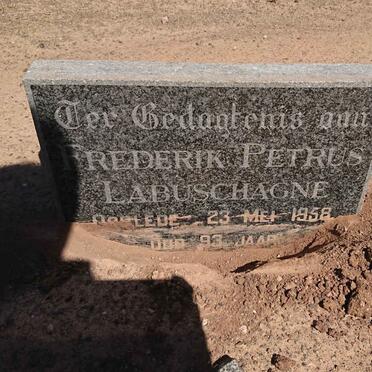 Ter Gedagtenis aan
FREDERIK PETRUS
LABUSCHAGNE
OORLEDE 23 MEI 1958
OUD 93 JAAR